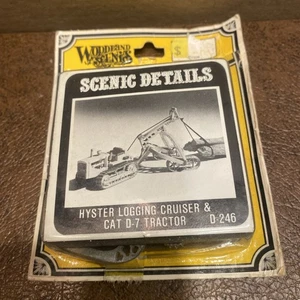 WOODLAND
SCENICS
$
SCENIC DETAILS
HYSTER LOGGING CRUISER &
CAT D-7 TRACTOR D-246